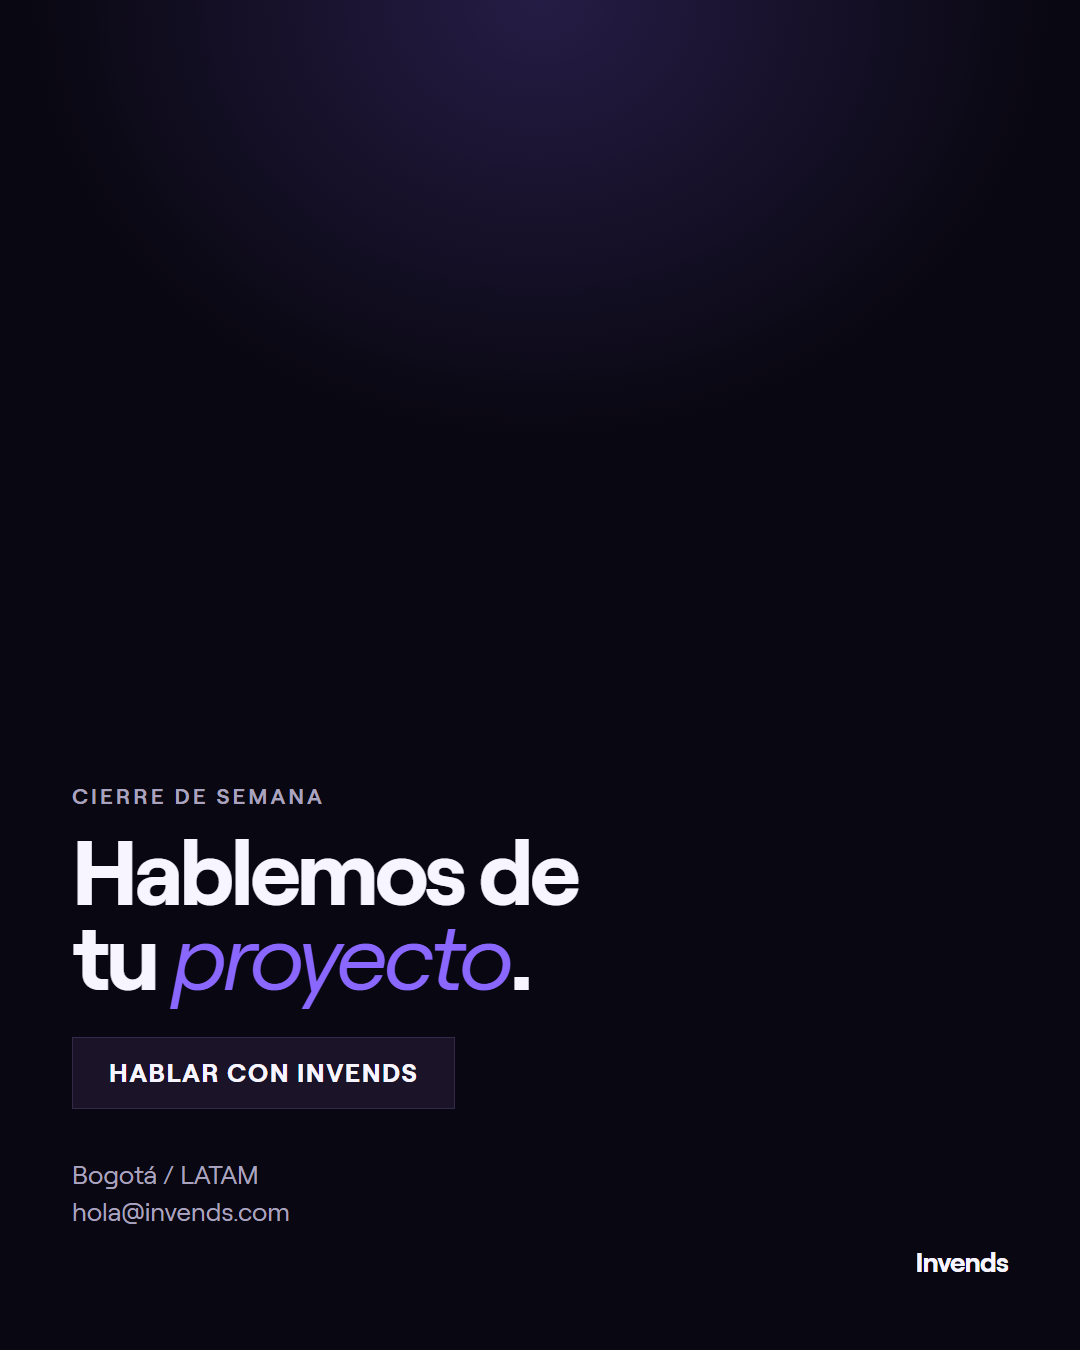 CIERRE DE SEMANA
Hablemos de
tu proyecto.
HABLAR CON INVENDS
Bogotá / LATAM
hola@invends.com
Invends